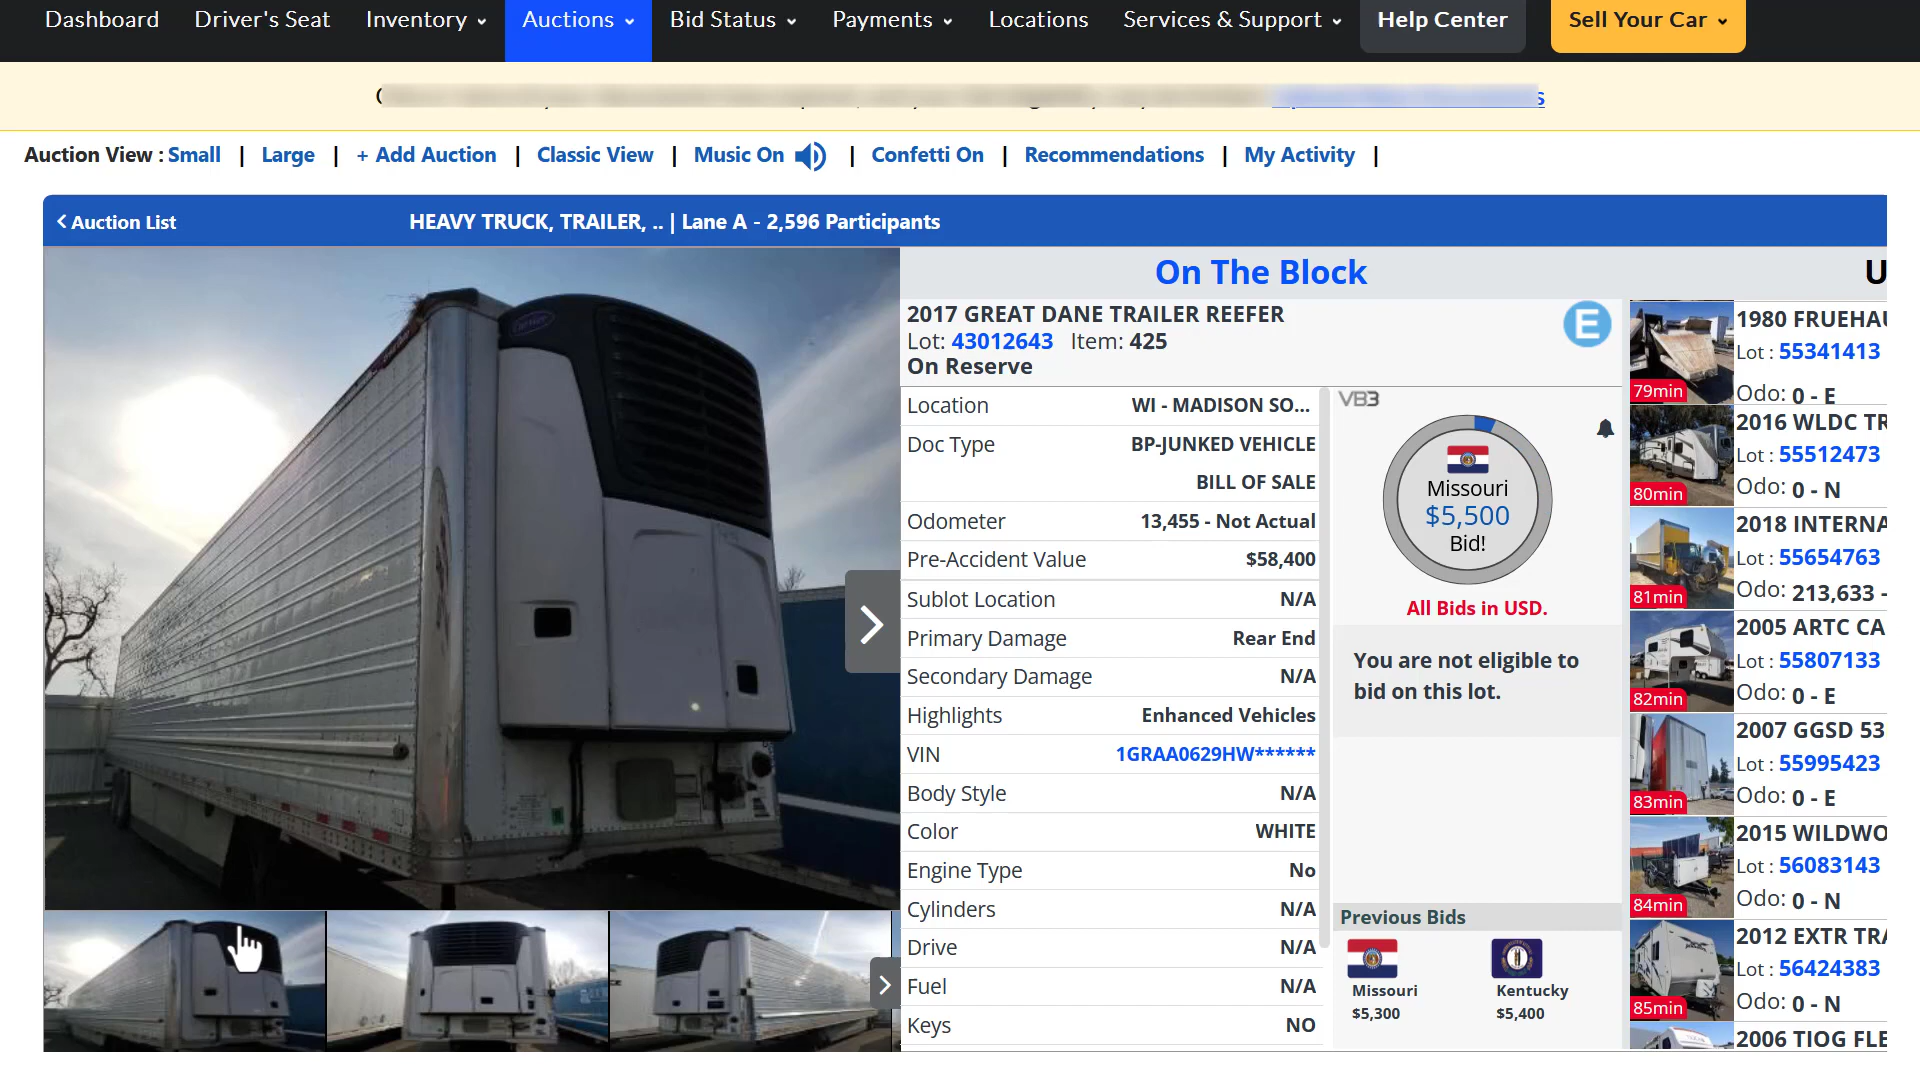 Dashboard Driver's Seat Inventory Auctions Bid Status Payments Locations Services & Support Help Center Sell Your Car
Auction View : Small | Large | + Add Auction | Classic View | Music On | Confetti On | Recommendations | My Activity |
Auction List
HEAVY TRUCK, TRAILER, .. | Lane A - 2,596 Participants
On The Block
2017 GREAT DANE TRAILER REEFER
Lot: 43012643 Item: 425
On Reserve
E
Location WI - MADISON SO...
Doc Type BP-JUNKED VEHICLE
BILL OF SALE
Odometer 13,455 - Not Actual
Pre-Accident Value $58,400
Sublot Location N/A
Primary Damage Rear End
Secondary Damage N/A
Highlights Enhanced Vehicles
VIN 1GRAA0629HW******
Body Style N/A
Color WHITE
Engine Type No
Cylinders N/A
Drive N/A
Fuel N/A
Keys NO
VB3
Missouri
$5,500
Bid!
All Bids in USD.
You are not eligible to
bid on this lot.
Previous Bids
Missouri
$5,300
Kentucky
$5,400
U
1980 FRUEHAU
Lot : 55341413
79min
Odo: 0 - E
2016 WLDC TR
Lot : 55512473
Odo: 0 - N
80min
2018 INTERNA
Lot : 55654763
Odo: 213,633 -
81min
2005 ARTC CA
Lot : 55807133
Odo: 0 - E
82min
2007 GGSD 53
Lot : 55995423
Odo: 0 - E
83min
2015 WILDWO
Lot : 56083143
Odo: 0 - N
84min
2012 EXTR TRA
Lot : 56424383
Odo: 0 - N
85min
2006 TIOG FLE